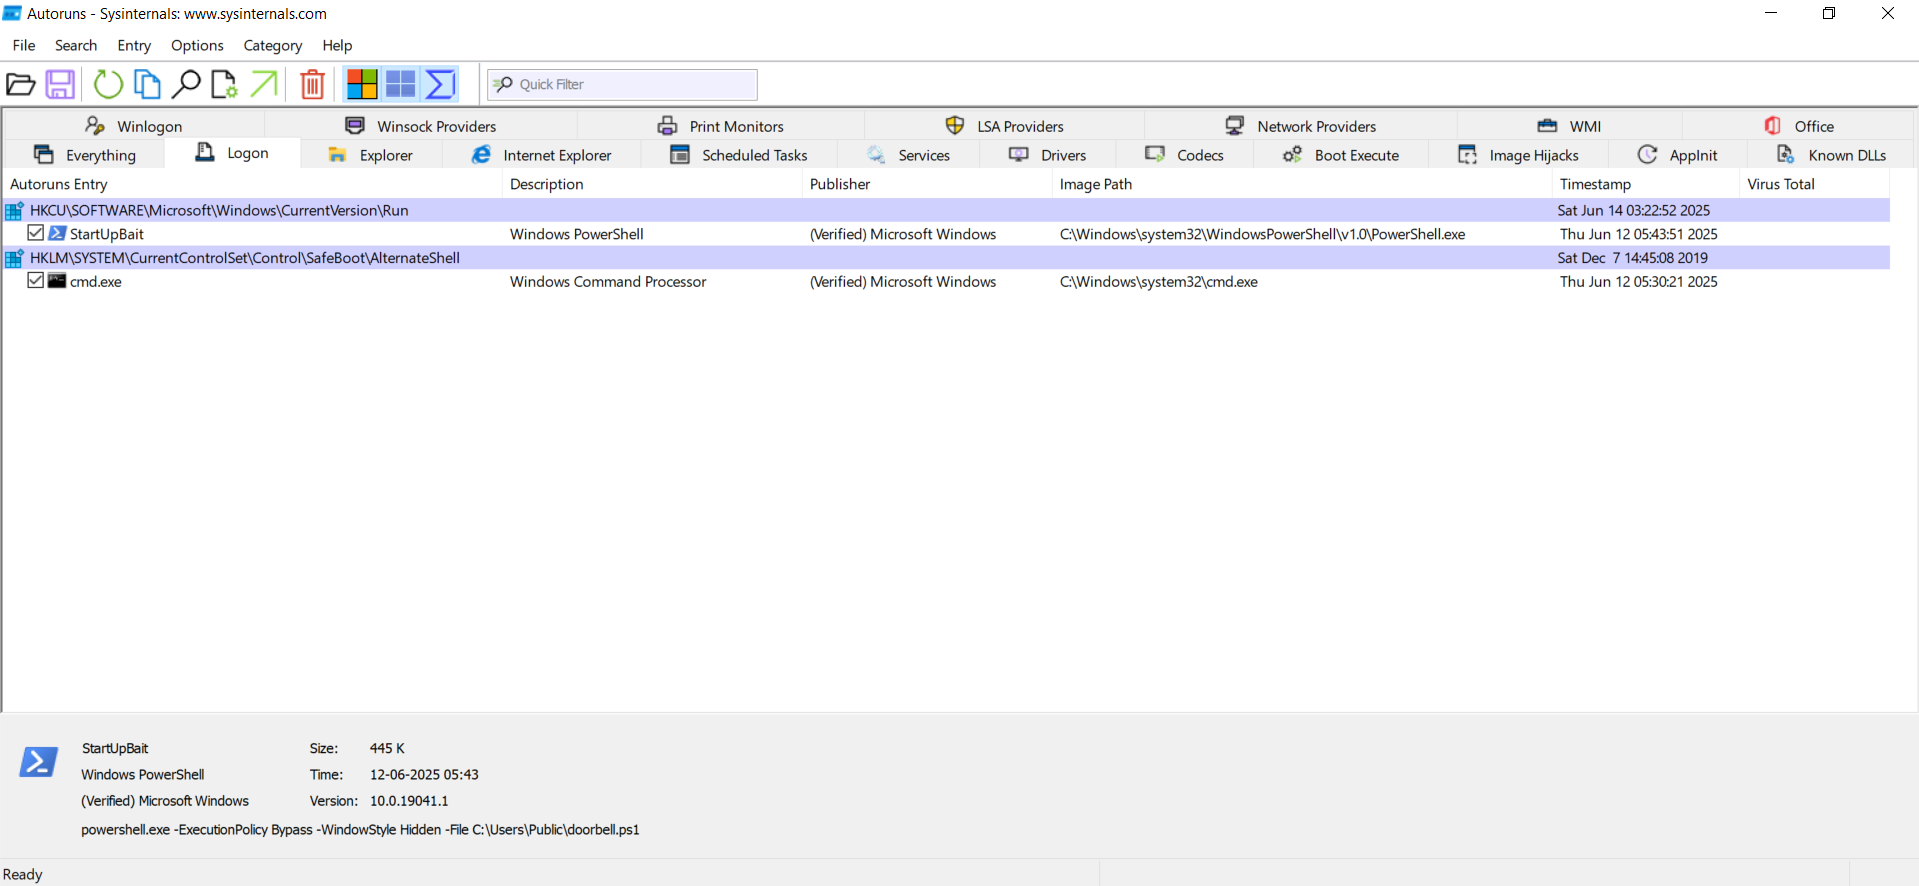 Autoruns - Sysinternals: www.sysinternals.com
File Search Entry Options Category Help
Quick Filter
Winlogon Winsock Providers Print Monitors LSA Providers Network Providers WMI Office
Everything Logon Explorer Internet Explorer Scheduled Tasks Services Drivers Codecs Boot Execute Image Hijacks AppInit Known DLLs
Autoruns Entry Description Publisher Image Path Timestamp Virus Total
HKCU\SOFTWARE\Microsoft\Windows\CurrentVersion\Run Sat Jun 14 03:22:52 2025
StartUpBait Windows PowerShell (Verified) Microsoft Windows C:\Windows\system32\WindowsPowerShell\v1.0\PowerShell.exe Thu Jun 12 05:43:51 2025
HKLM\SYSTEM\CurrentControlSet\Control\SafeBoot\AlternateShell Sat Dec 7 14:45:08 2019
cmd.exe Windows Command Processor (Verified) Microsoft Windows C:\Windows\system32\cmd.exe Thu Jun 12 05:30:21 2025
StartUpBait Size: 445 K
Windows PowerShell Time: 12-06-2025 05:43
(Verified) Microsoft Windows Version: 10.0.19041.1
powershell.exe -ExecutionPolicy Bypass -WindowStyle Hidden -File C:\Users\Public\doorbell.ps1
Ready